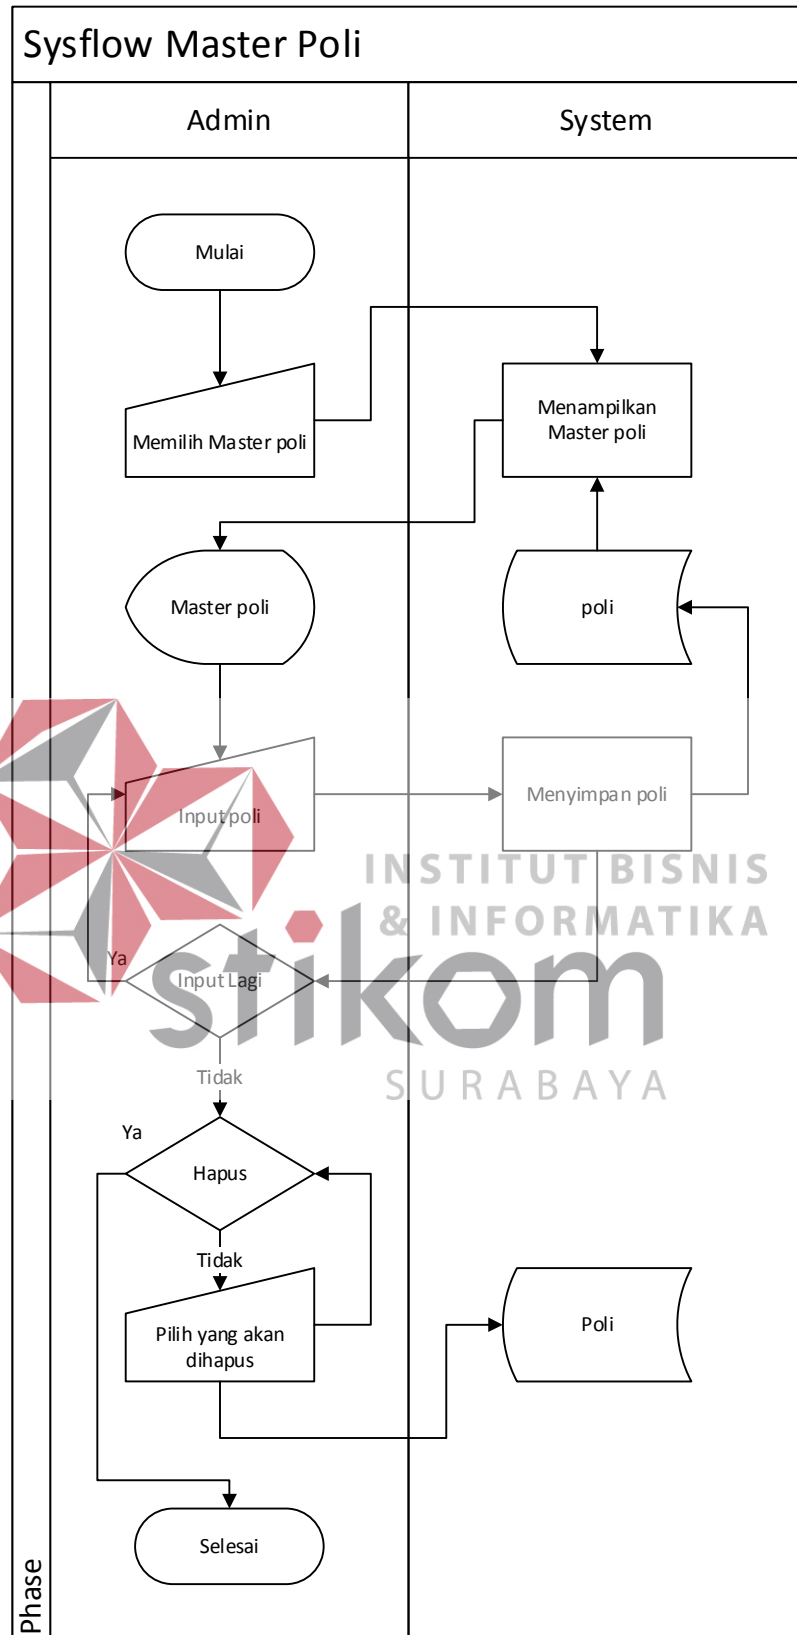 Sysflow Master Poli
Admin
System
Mulai
Memilih Master poli
Menampilkan
Master poli
Master poli
poli
Input poli
Menyimpan poli
INSTITUT BISNIS
& INFORMATIKA
stikom
SURABAYA
Ya
Input Lagi
Tidak
Ya
Hapus
Tidak
Pilih yang akan
dihapus
Poli
Selesai
Phase